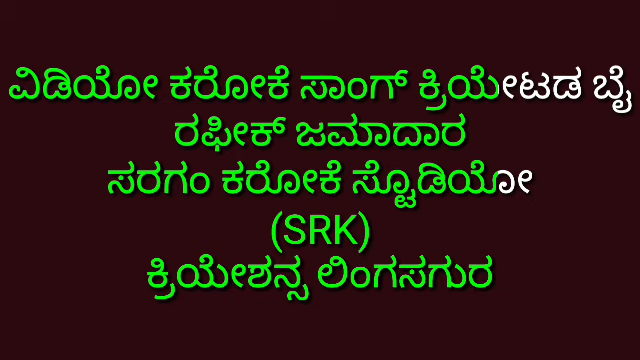 ವಿಡಿಯೋ ಕರೋಕೆ ಸಾಂಗ್ ಕ್ರಿಯೇಟಡ ಬೈ
ರಫೀಕ್ ಜಮಾದಾರ
ಸರಗಂ ಕರೋಕೆ ಸ್ಟೊಡಿಯೋ
(SRK)
ಕ್ರಿಯೇಶನ್ಸ ಲಿಂಗಸಗುರ